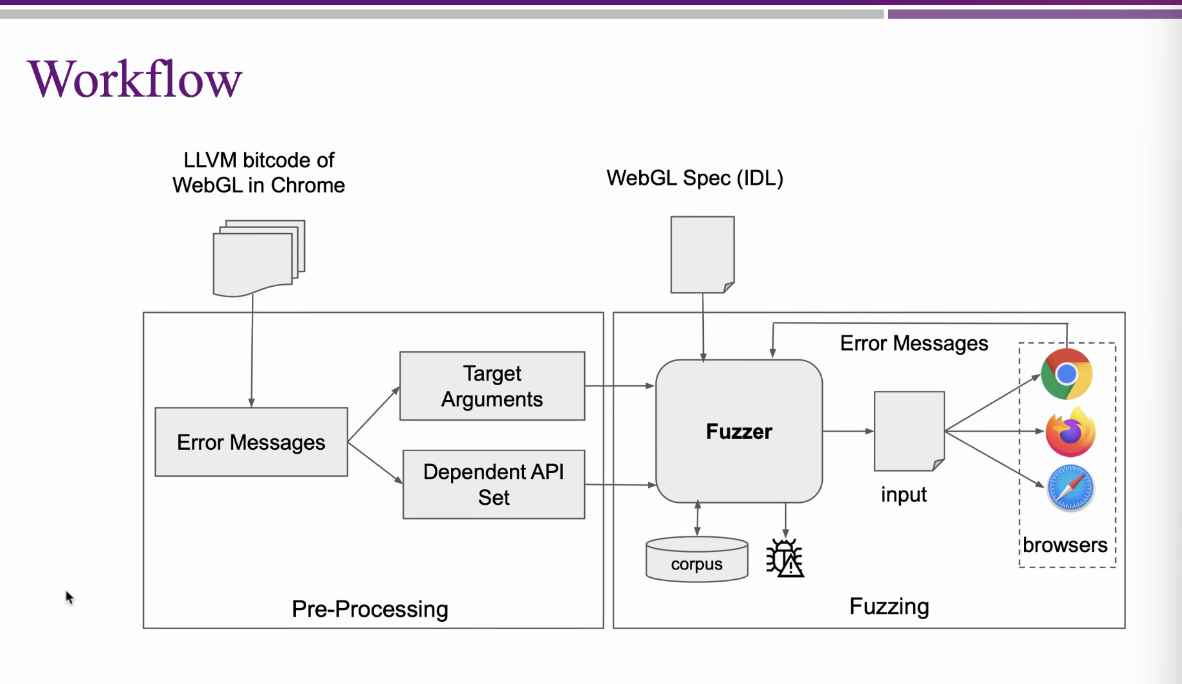 Workflow
LLVM bitcode of
WebGL in Chrome
WebGL Spec (IDL)
Error Messages
Target
Arguments
Dependent API
Set
Pre-Processing
Fuzzer
Error Messages
input
browsers
corpus
Fuzzing